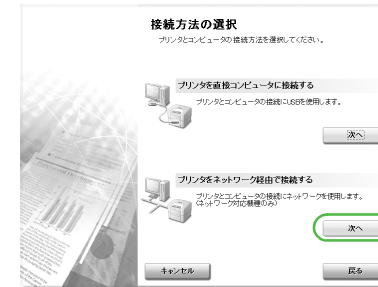 接続方法の選択
プリンタとコンピュータの接続方法を選択してください。
プリンタを直接コンピュータに接続する
プリンタとコンピュータの接続にUSBを使用します。
次へ
プリンタをネットワーク経由で接続する
プリンタとコンピュータの接続にネットワークを使用します。
(ネットワーク対応機種のみ)
次へ
キャンセル
戻る